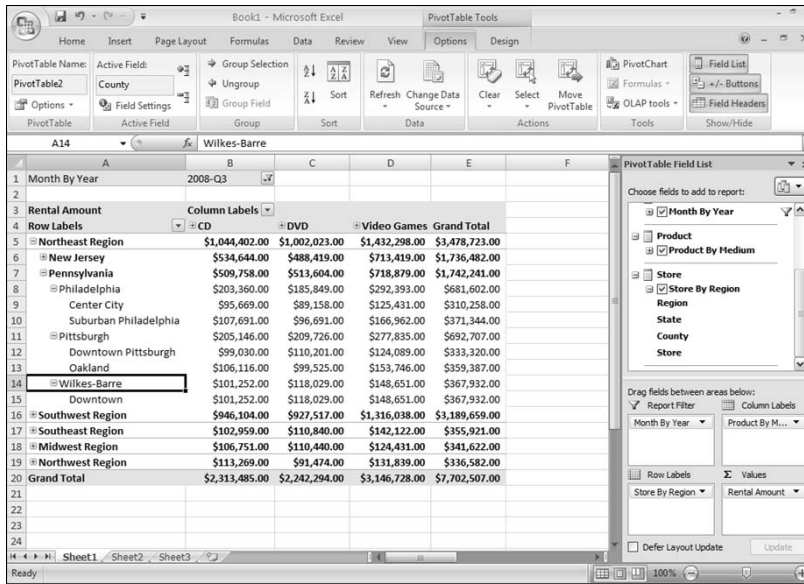 Book1 - Microsoft Excel PivotTable Tools
Home Insert Page Layout Formulas Data Review View Options Design
PivotTable Name: Active Field: Group Selection PivotChart Field List
PivotTable2 County Ungroup Sort Refresh Change Data Source Clear Select Move PivotTable Formulas +/- Buttons
Options Field Settings Group Field OLAP tools Field Headers
PivotTable Active Field Group Sort Data Actions Tools Show/Hide
A14 fx Wilkes-Barre
A B C D E F
1 Month By Year 2008-Q3
2
3 Rental Amount Column Labels
4 Row Labels CD DVD Video Games Grand Total
5 Northeast Region $1,044,402.00 $1,002,023.00 $1,432,298.00 $3,478,723.00
6 New Jersey $534,644.00 $488,419.00 $713,419.00 $1,736,482.00
7 Pennsylvania $509,758.00 $513,604.00 $718,879.00 $1,742,241.00
8 Philadelphia $203,360.00 $185,849.00 $292,393.00 $681,602.00
9 Center City $95,669.00 $89,158.00 $125,431.00 $310,258.00
10 Suburban Philadelphia $107,691.00 $96,691.00 $166,962.00 $371,344.00
11 Pittsburgh $205,146.00 $209,726.00 $277,835.00 $692,707.00
12 Downtown Pittsburgh $99,030.00 $110,201.00 $124,089.00 $333,320.00
13 Oakland $106,116.00 $99,525.00 $153,746.00 $359,387.00
14 Wilkes-Barre $101,252.00 $118,029.00 $148,651.00 $367,932.00
15 Downtown $101,252.00 $118,029.00 $148,651.00 $367,932.00
16 Southwest Region $946,104.00 $927,517.00 $1,316,038.00 $3,189,659.00
17 Southeast Region $102,959.00 $110,840.00 $142,122.00 $355,921.00
18 Midwest Region $106,751.00 $110,440.00 $124,431.00 $341,622.00
19 Northwest Region $113,269.00 $91,474.00 $131,839.00 $336,582.00
20 Grand Total $2,313,485.00 $2,242,294.00 $3,146,728.00 $7,702,507.00
21
22
23
24
PivotTable Field List
Choose fields to add to report:
Month By Year
Product
Product By Medium
Store
Store By Region
Region
State
County
Store
Drag fields between areas below:
Report Filter Column Labels
Month By Year Product By M...
Row Labels Σ Values
Store By Region Rental Amount
Defer Layout Update Update
Sheet1 Sheet2 Sheet3
Ready 100%